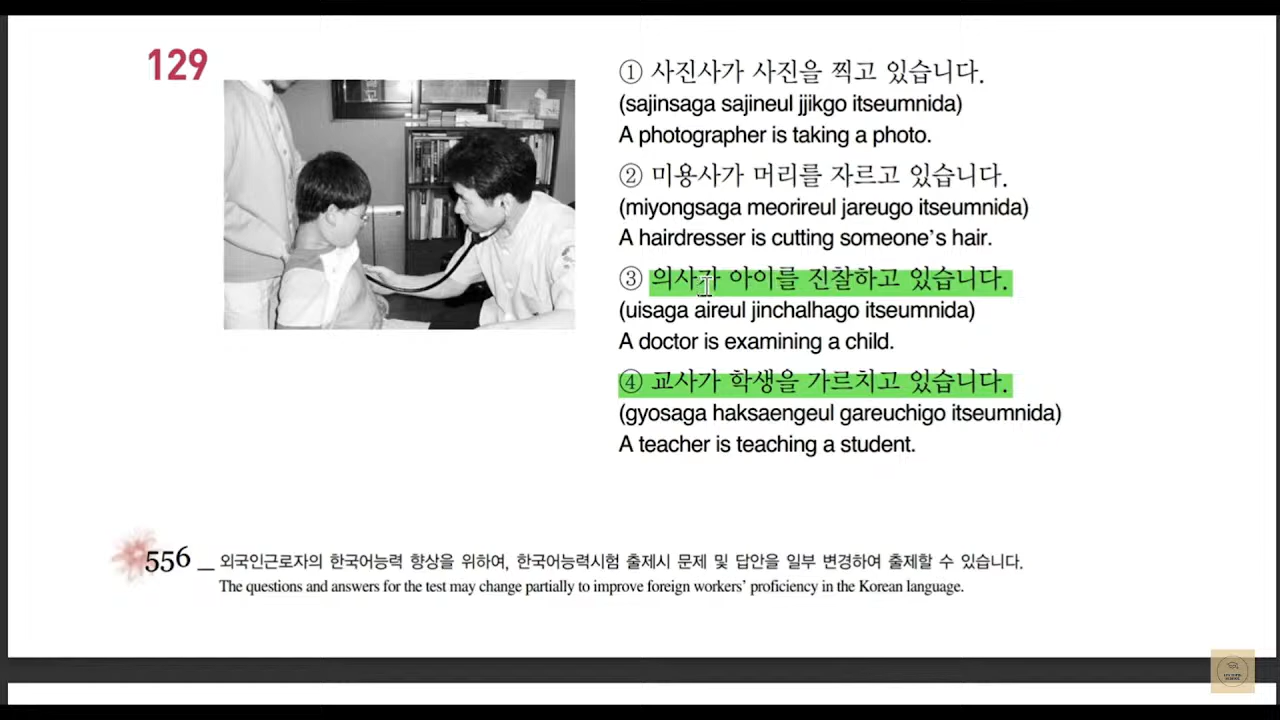 129
① 사진사가 사진을 찍고 있습니다.
(sajinsaga sajineul jjikgo itseumnida)
A photographer is taking a photo.
② 미용사가 머리를 자르고 있습니다.
(miyongsaga meorireul jareugo itseumnida)
A hairdresser is cutting someone's hair.
③ 의사가 아이를 진찰하고 있습니다.
(uisaga aireul jinchalhago itseumnida)
A doctor is examining a child.
④ 교사가 학생을 가르치고 있습니다.
(gyosaga haksaengeul gareuchigo itseumnida)
A teacher is teaching a student.
556 _ 외국인근로자의 한국어능력 향상을 위하여, 한국어능력시험 출제시 문제 및 답안을 일부 변경하여 출제할 수 있습니다.
The questions and answers for the test may change partially to improve foreign workers' proficiency in the Korean language.